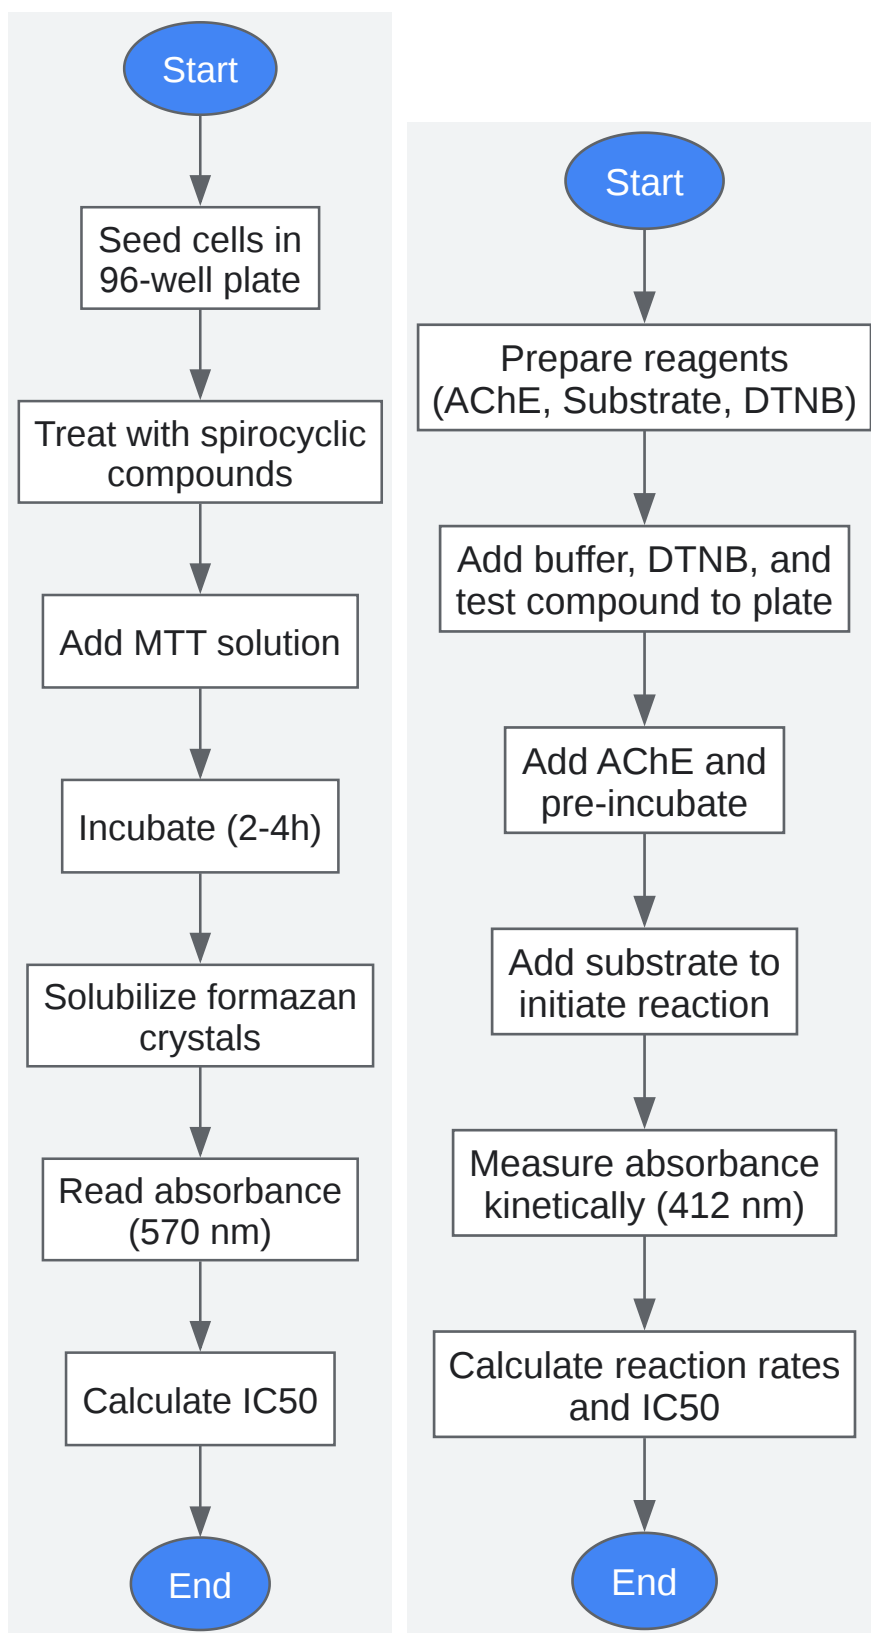 Start
Seed cells in
96-well plate
Treat with spirocyclic
compounds
Add MTT solution
Incubate (2-4h)
Solubilize formazan
crystals
Read absorbance
(570 nm)
Calculate IC50
End
Start
Prepare reagents
(AChE, Substrate, DTNB)
Add buffer, DTNB, and
test compound to plate
Add AChE and
pre-incubate
Add substrate to
initiate reaction
Measure absorbance
kinetically (412 nm)
Calculate reaction rates
and IC50
End